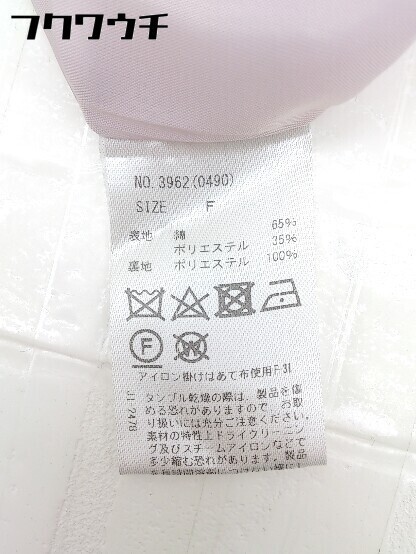 フクワウチ
NO. 3962(0490)
SIZE F
表地 綿 65%
ポリエステル 35%
裏地 ポリエステル 100%
F
W
アイロン掛けはあて布使用F-31
J1-2478
タンブル乾燥の際は、製品を傷
める恐れがありますので お取
り扱いには充分ご注意ください。
素材の特性上ドライクリーニン
グ及びスチームアイロンなどで
多少縮む恐れがあります。製品